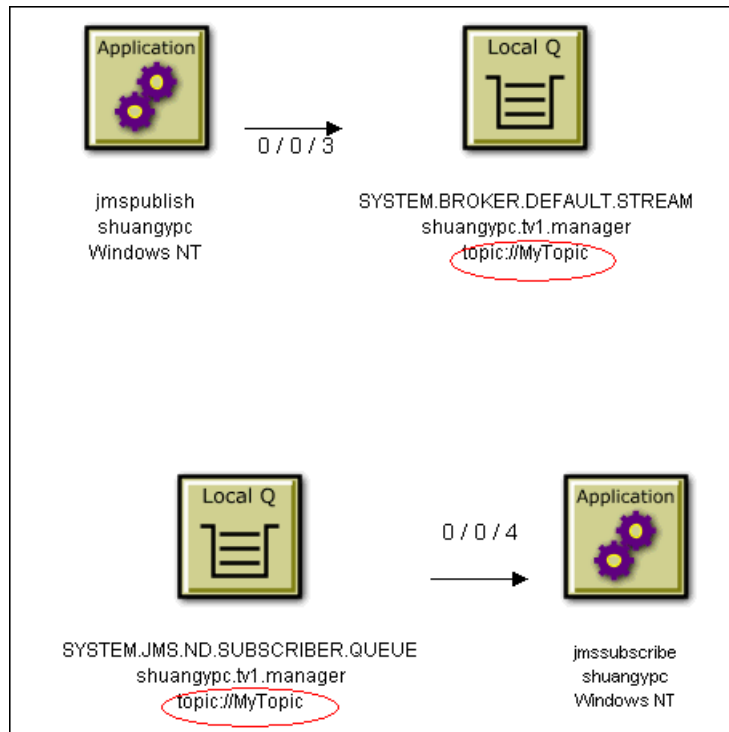 Application
Local Q
0 / 0 / 3
jmspublish
shuangypc
Windows NT
SYSTEM.BROKER.DEFAULT.STREAM
shuangypc.tv1.manager
topic://MyTopic
Local Q
Application
0 / 0 / 4
SYSTEM.JMS.ND.SUBSCRIBER.QUEUE
shuangypc.tv1.manager
topic://MyTopic
jmssubscribe
shuangypc
Windows NT